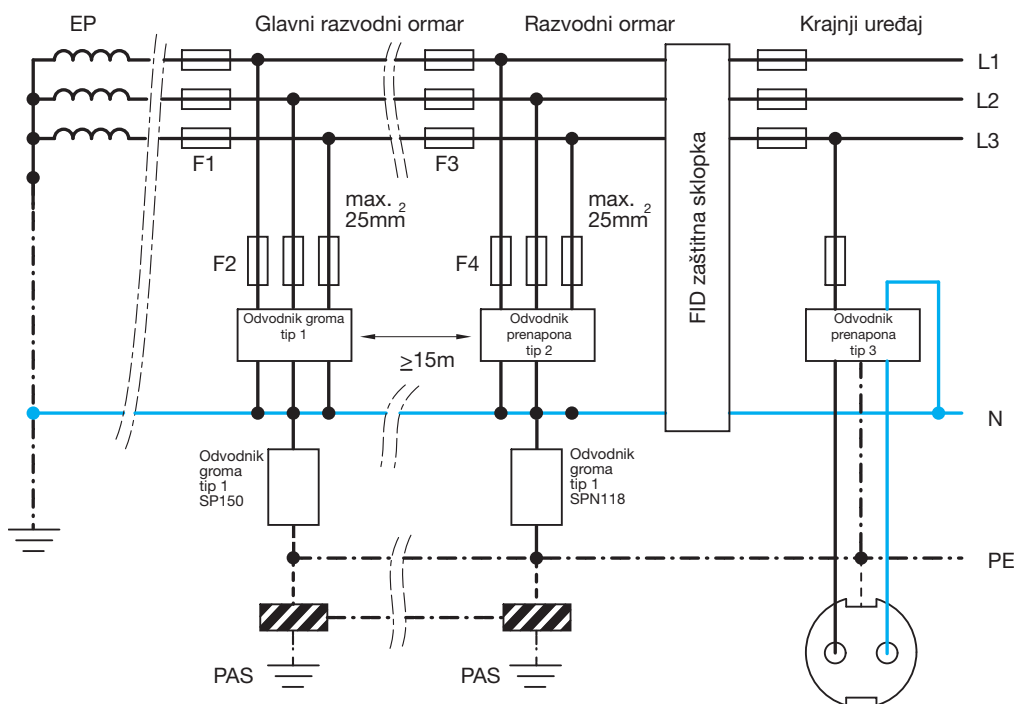 EP
Glavni razvodni ormar
Razvodni ormar
Krajnji uređaj
L1
L2
L3
F1
F3
max.
25mm²
max.
25mm²
F2
F4
FID zaštitna sklopka
Odvodnik groma
tip 1
Odvodnik
prenapona
tip 2
Odvodnik
prenapona
tip 3
≥15m
N
Odvodnik
groma
tip 1
SP150
Odvodnik
groma
tip 1
SPN118
PE
PAS
PAS